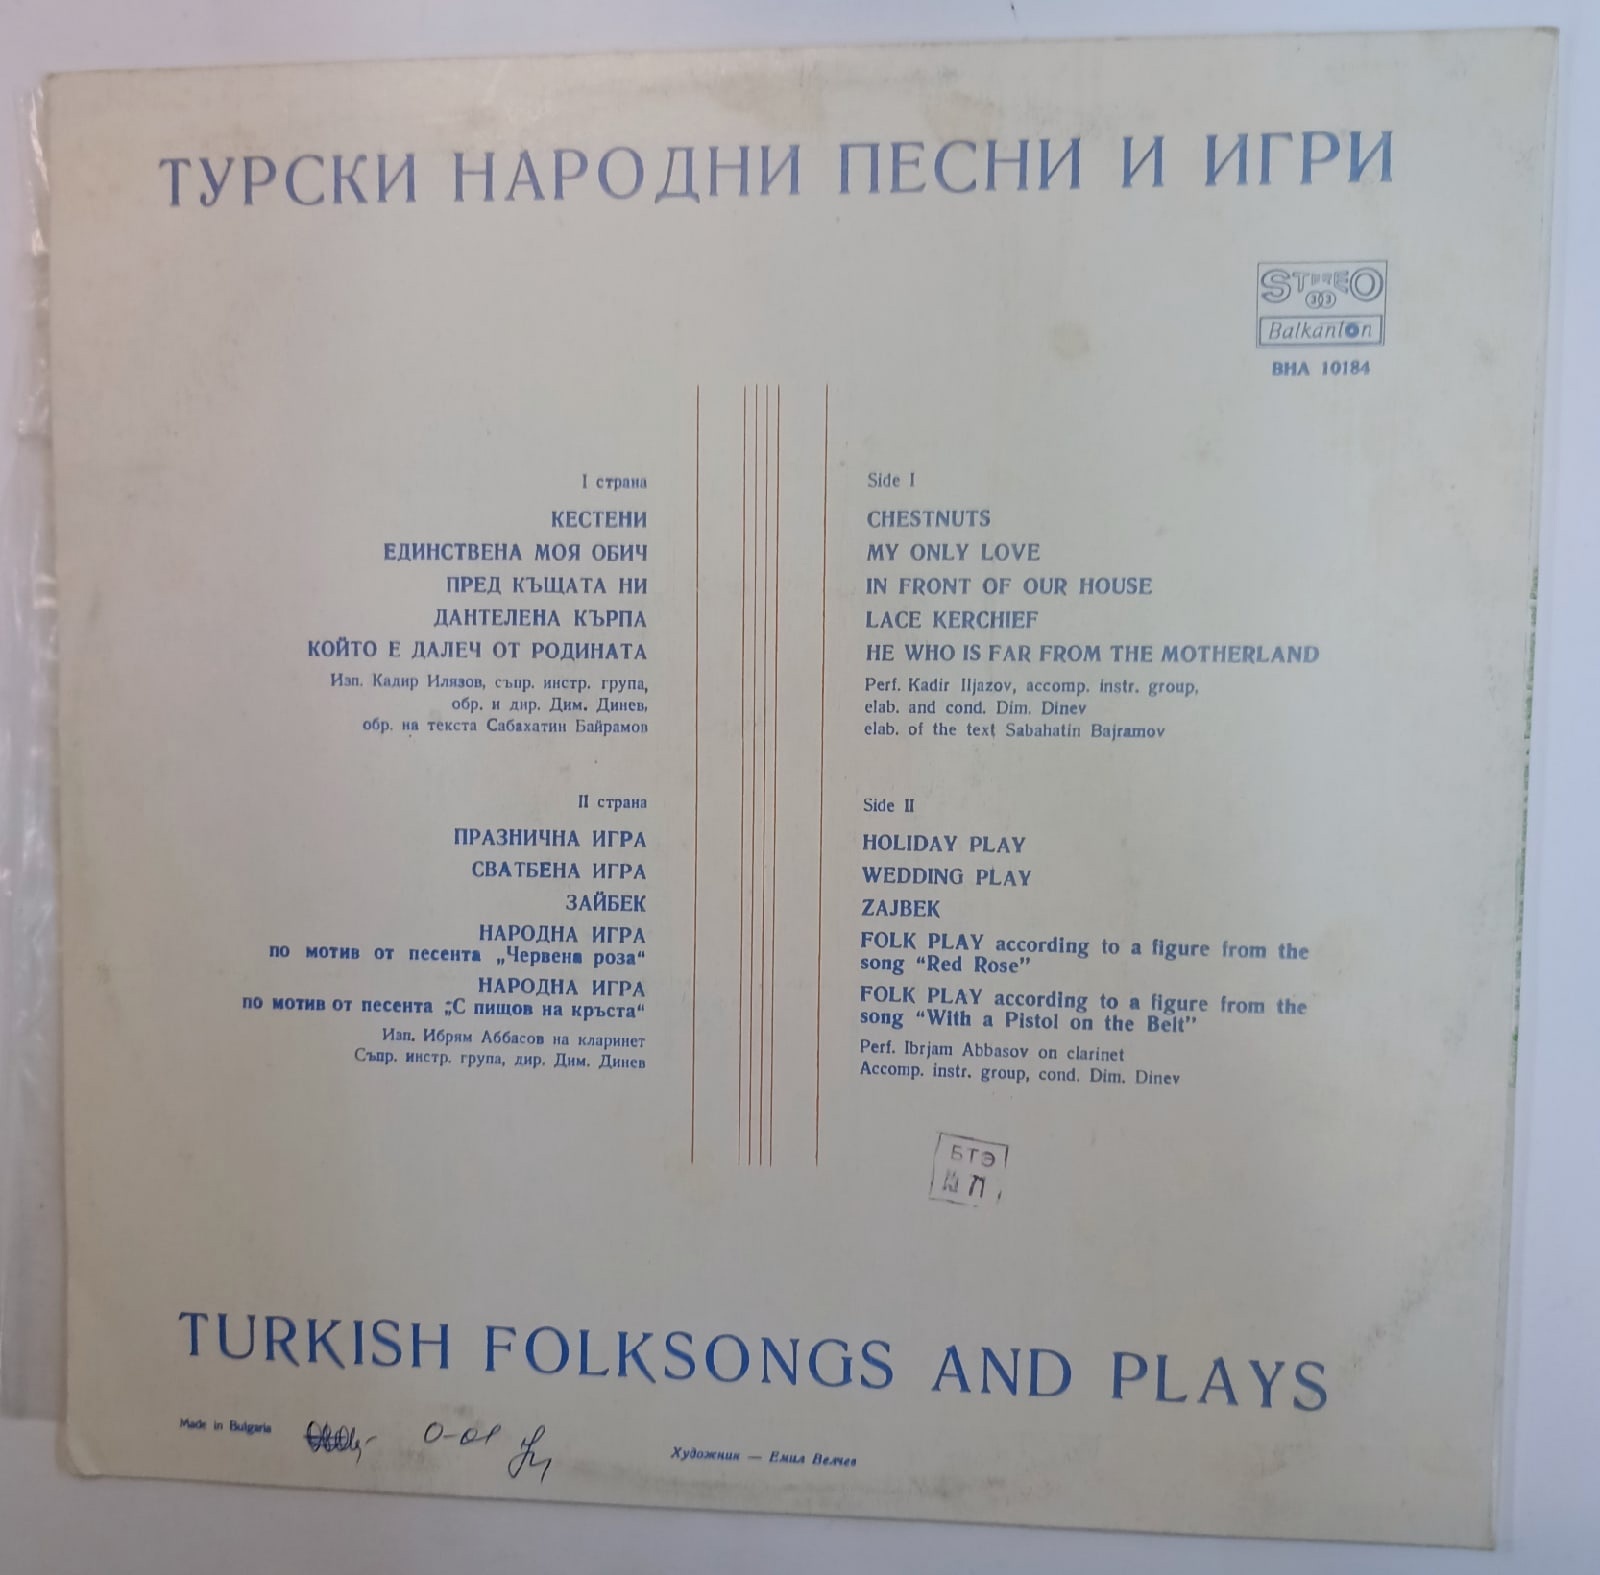 ТУРСКИ НАРОДНИ ПЕСНИ И ИГРИ
STEREO
33
Balkanton
ВНА 10184
I страна
КЕСТЕНИ
ЕДИНСТВЕНА МОЯ ОБИЧ
ПРЕД КЪЩАТА НИ
ДАНТЕЛЕНА КЪРПА
КОЙТО Е ДАЛЕЧ ОТ РОДИНАТА
Изп. Кадир Илязов, съпр. инстр. група,
обр. и дир. Дим. Динев,
обр. на текста Сабахатин Байрамов
II страна
ПРАЗНИЧНА ИГРА
СВАТБЕНА ИГРА
ЗАЙБЕК
НАРОДНА ИГРА
по мотив от песента „Червена роза“
НАРОДНА ИГРА
по мотив от песента „С пищов на кръста“
Изп. Ибрям Аббасов на кларинет
Съпр. инстр. група, дир. Дим. Динев
Side I
CHESTNUTS
MY ONLY LOVE
IN FRONT OF OUR HOUSE
LACE KERCHIEF
HE WHO IS FAR FROM THE MOTHERLAND
Perf. Kadir Iljazov, accomp. instr. group,
elab. and cond. Dim. Dinev
elab. of the text Sabahatin Bajramov
Side II
HOLIDAY PLAY
WEDDING PLAY
ZAJBEK
FOLK PLAY according to a figure from the
song “Red Rose”
FOLK PLAY according to a figure from the
song “With a Pistol on the Belt”
Perf. Ibrjam Abbasov on clarinet
Accomp. instr. group, cond. Dim. Dinev
БТЭ
TURKISH FOLKSONGS AND PLAYS
Made in Bulgaria
0-01
Художник — Емил Велчев